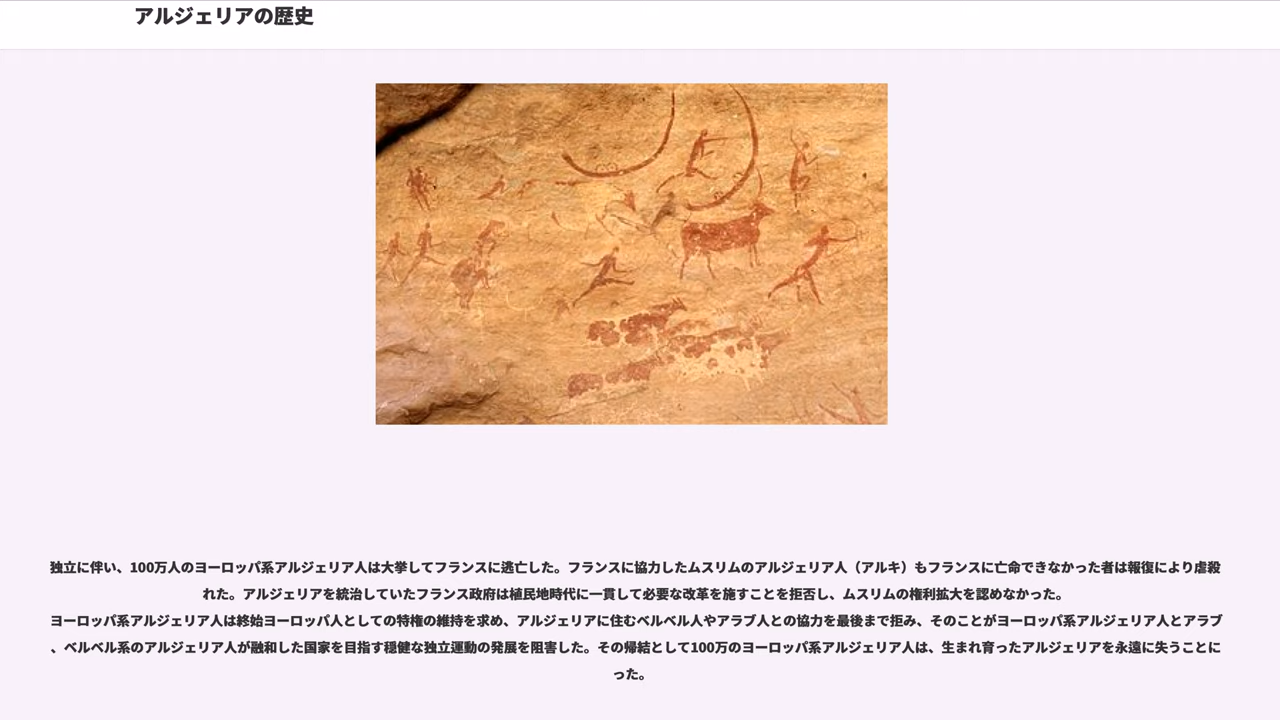 アルジェリアの歴史
独立に伴い、100万人のヨーロッパ系アルジェリア人は大挙してフランスに逃亡した。フランスに協力したムスリムのアルジェリア人（アルキ）もフランスに亡命できなかった者は報復により虐殺
れた。アルジェリアを統治していたフランス政府は植民地時代に一貫して必要な改革を施すことを拒否し、ムスリムの権利拡大を認めなかった。
ヨーロッパ系アルジェリア人は終始ヨーロッパ人としての特権の維持を求め、アルジェリアに住むベルベル人やアラブ人との協力を最後まで拒み、そのことがヨーロッパ系アルジェリア人とアラブ
、ベルベル系のアルジェリア人が融和した国家を目指す穏健な独立運動の発展を阻害した。その帰結として100万のヨーロッパ系アルジェリア人は、生まれ育ったアルジェリアを永遠に失うことに
った。